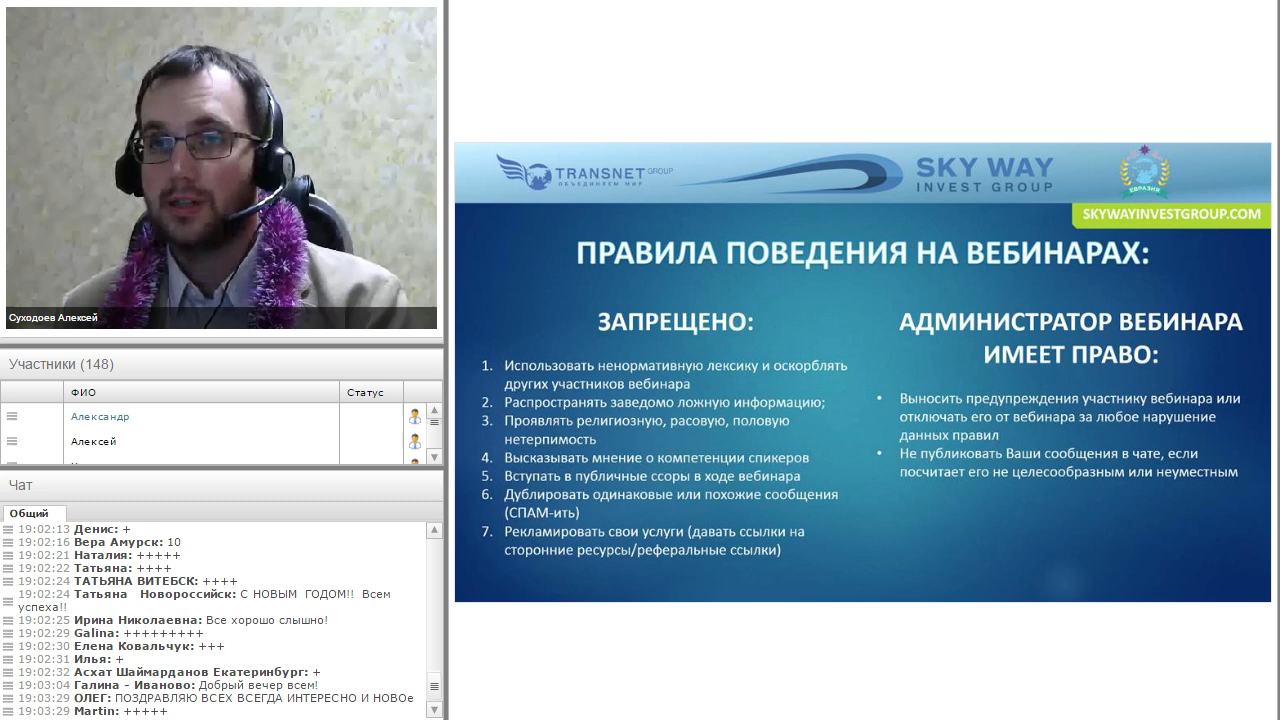 Суходоев Алексей
Участники (148)
ФИО Статус
Александр
Алексей
Чат
Общий
19:02:13 Денис: +
19:02:16 Вера Амурск: 10
19:02:21 Наталия: +++++
19:02:22 Татьяна: ++++
19:02:24 ТАТЬЯНА ВИТЕБСК: ++++
19:02:24 Татьяна Новороссийск: С НОВЫМ ГОДОМ!! Всем
успеха!!
19:02:25 Ирина Николаевна: Все хорошо слышно!
19:02:29 Galina: +++++++++
19:02:30 Елена Ковальчук: +++
19:02:31 Илья: +
19:02:32 Асхат Шаймарданов Екатеринбург: +
19:03:04 Галина - Иваново: Добрый вечер всем!
19:03:29 ОЛЕГ: ПОЗДРАВЛЯЮ ВСЕХ ВСЕГДА ИНТЕРЕСНО И НОВОе
19:03:29 Martin: +++++
TRANSNET GROUP
ОБЪЕДИНЯЕМ МИР
SKY WAY
INVEST GROUP
ЕВРАЗИЯ
SKYWAYINVESTGROUP.COM
ПРАВИЛА ПОВЕДЕНИЯ НА ВЕБИНАРАХ:
ЗАПРЕЩЕНО:
1. Использовать ненормативную лексику и оскорблять
других участников вебинара
2. Распространять заведомо ложную информацию;
3. Проявлять религиозную, расовую, половую
нетерпимость
4. Высказывать мнение о компетенции спикеров
5. Вступать в публичные ссоры в ходе вебинара
6. Дублировать одинаковые или похожие сообщения
(СПАМ-ить)
7. Рекламировать свои услуги (давать ссылки на
сторонние ресурсы/реферальные ссылки)
АДМИНИСТРАТОР ВЕБИНАРА
ИМЕЕТ ПРАВО:
• Выносить предупреждения участнику вебинара или
отключать его от вебинара за любое нарушение
данных правил
• Не публиковать Ваши сообщения в чате, если
посчитает его не целесообразным или неуместным